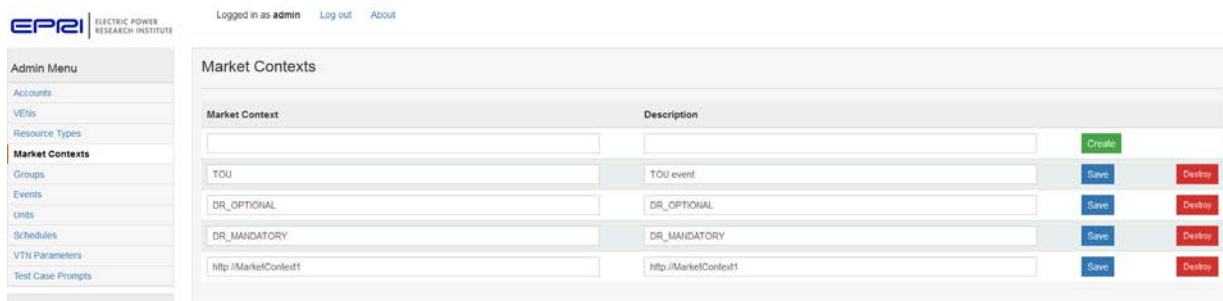 EPRI ELECTRIC POWER
RESEARCH INSTITUTE
Logged in as admin Log out About
Admin Menu
Accounts
VENs
Resource Types
Market Contexts
Groups
Events
Units
Schedules
VTN Parameters
Test Case Prompts
Market Contexts
Market Context Description
Create
TOU TOU event Save Destroy
DR_OPTIONAL DR_OPTIONAL Save Destroy
DR_MANDATORY DR_MANDATORY Save Destroy
http://MarketContext1 http://MarketContext1 Save Destroy